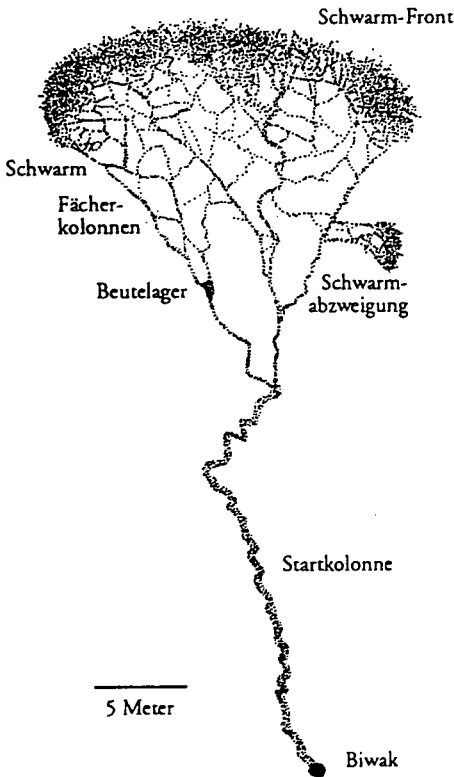 Schwarm-Front
Schwarm
Fächer-
kolonnen
Beutelager
Schwarm-
abzweigung
Startkolonne
5 Meter
Biwak